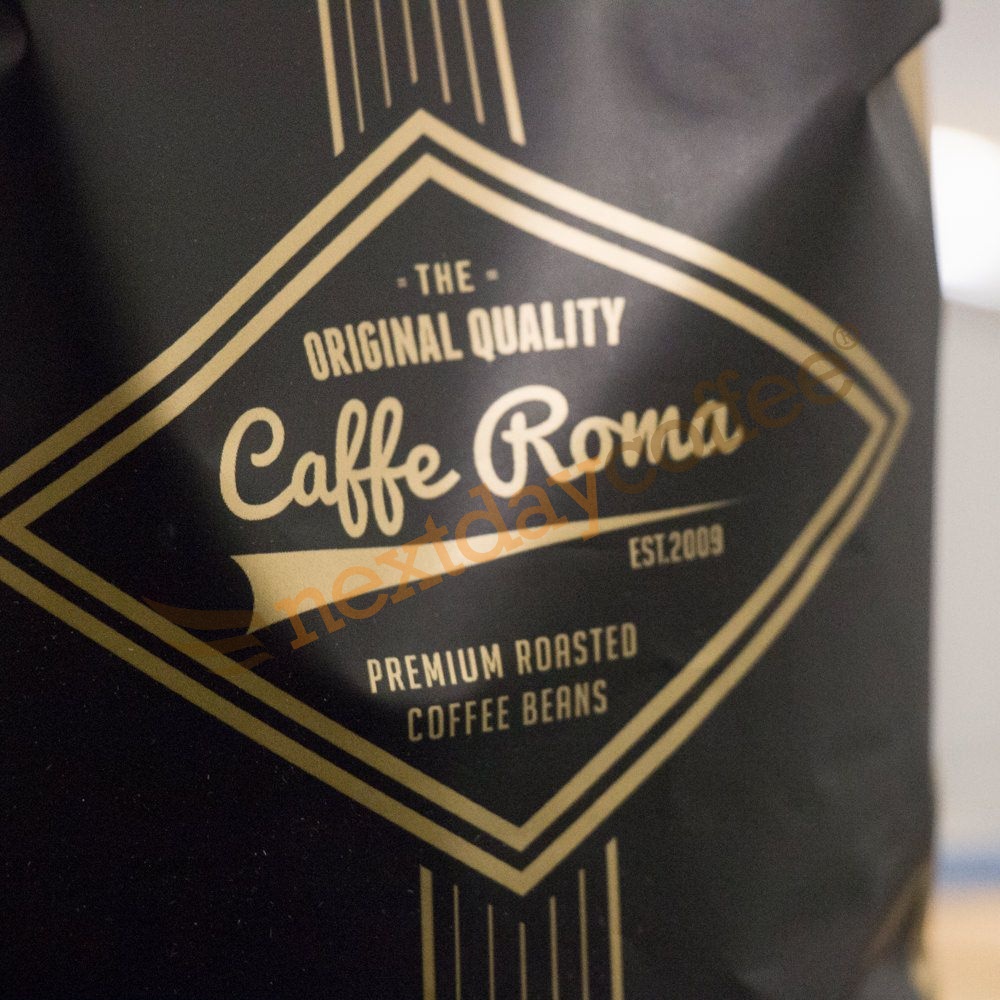 - THE -
ORIGINAL QUALITY
Caffe Roma
EST.2009
PREMIUM ROASTED
COFFEE BEANS
nextdaycoffee®